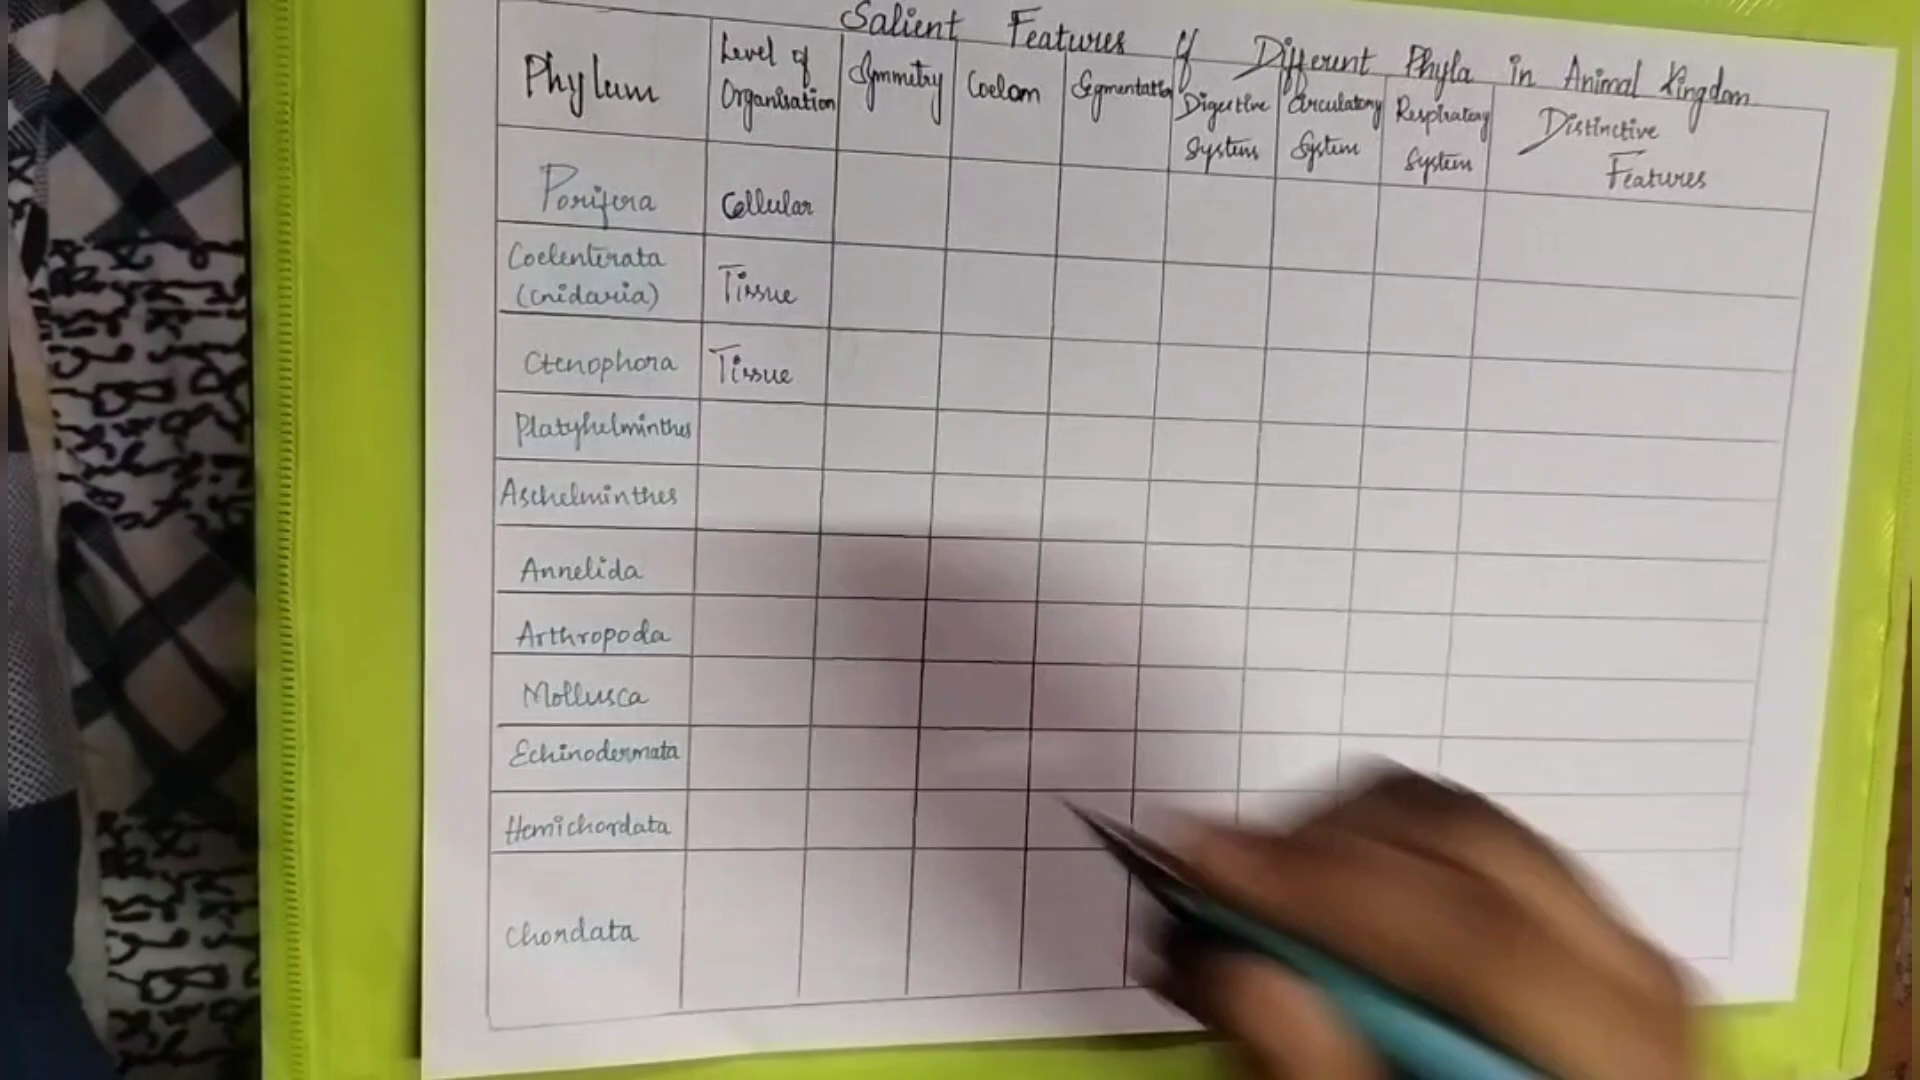 Salient Features of Different Phyla in Animal Kingdom
Phylum
Level of
Organisation
Symmetry
Coelom
Segmentation
Digestive
System
Circulatory
System
Respiratory
System
Distinctive
Features
Porifera
Cellular
Coelenterata
(Cnidaria)
Tissue
Ctenophora
Tissue
Platyhelminthes
Aschelminthes
Annelida
Arthropoda
Mollusca
Echinodermata
Hemichordata
Chordata